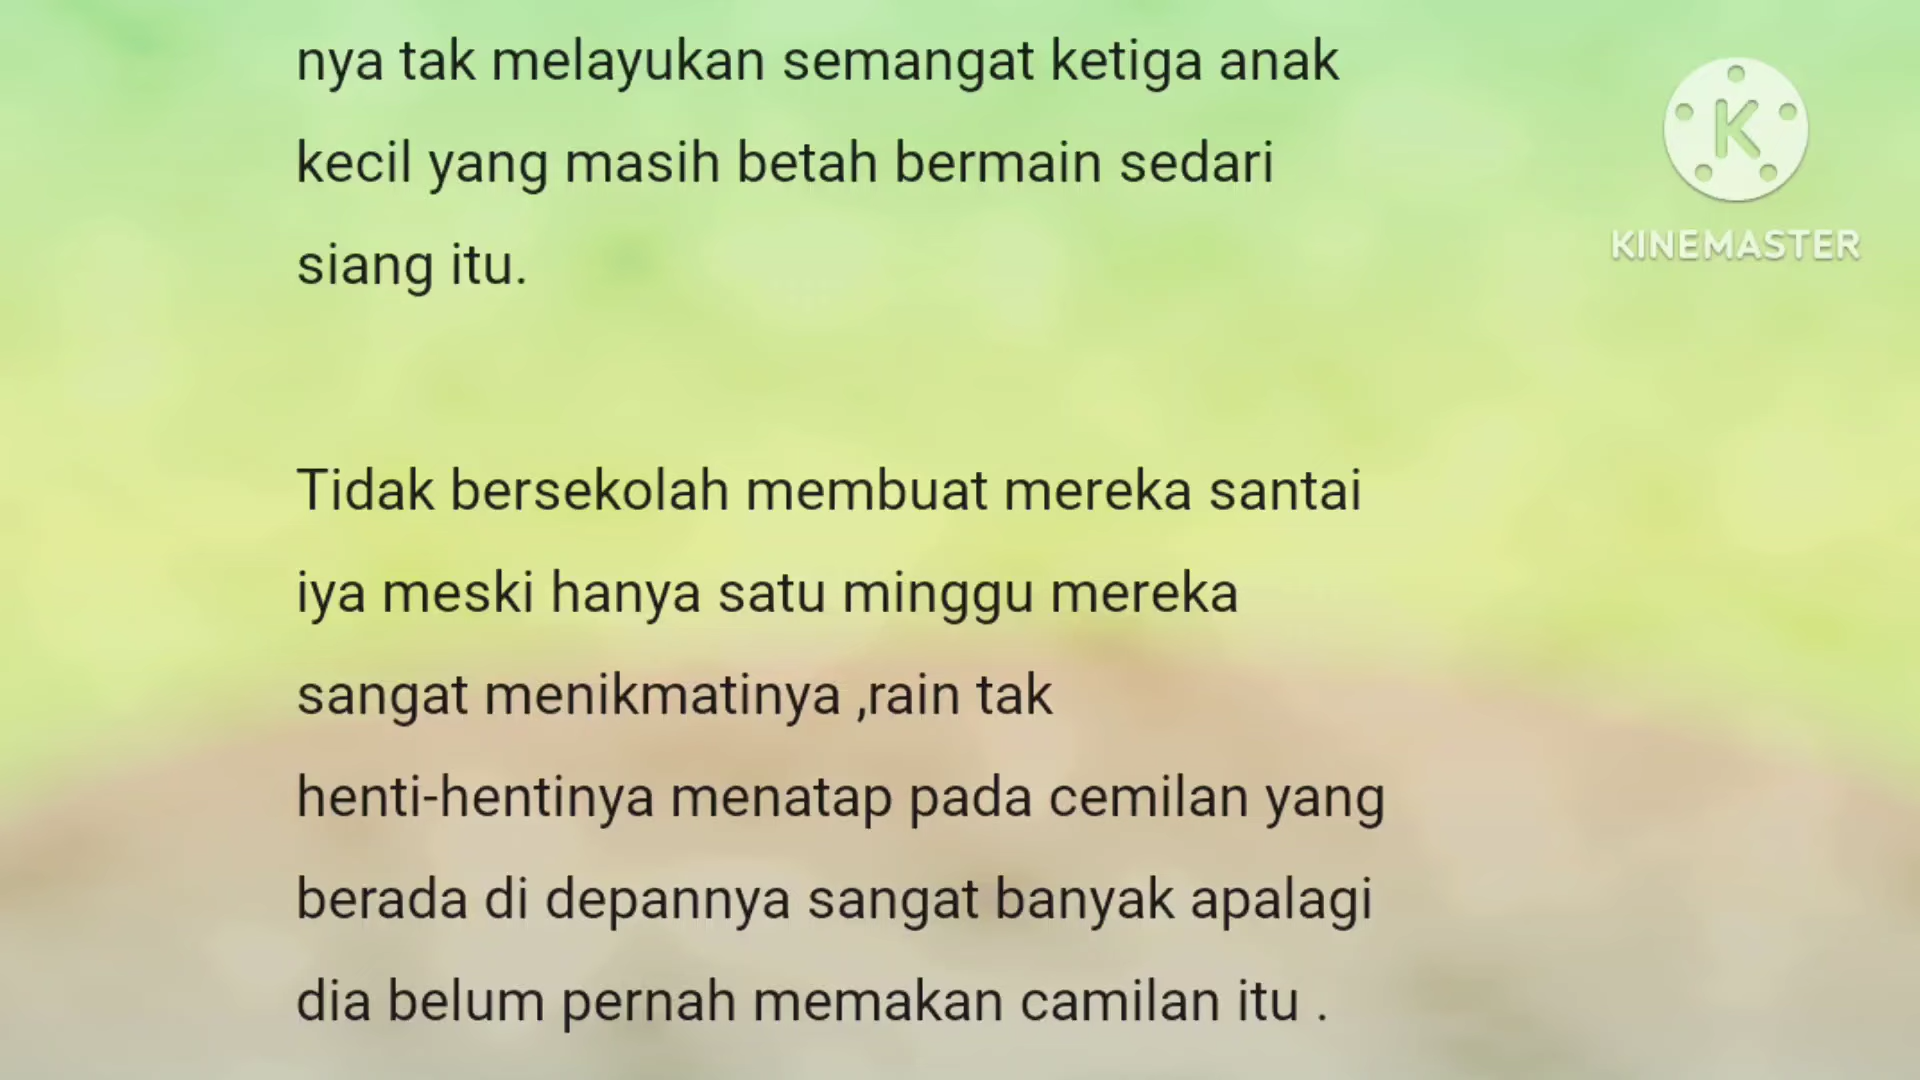 nya tak melayukan semangat ketiga anak
kecil yang masih betah bermain sedari
siang itu.
Tidak bersekolah membuat mereka santai
iya meski hanya satu minggu mereka
sangat menikmatinya ,rain tak
henti-hentinya menatap pada cemilan yang
berada di depannya sangat banyak apalagi
dia belum pernah memakan camilan itu .
K
KINEMASTER